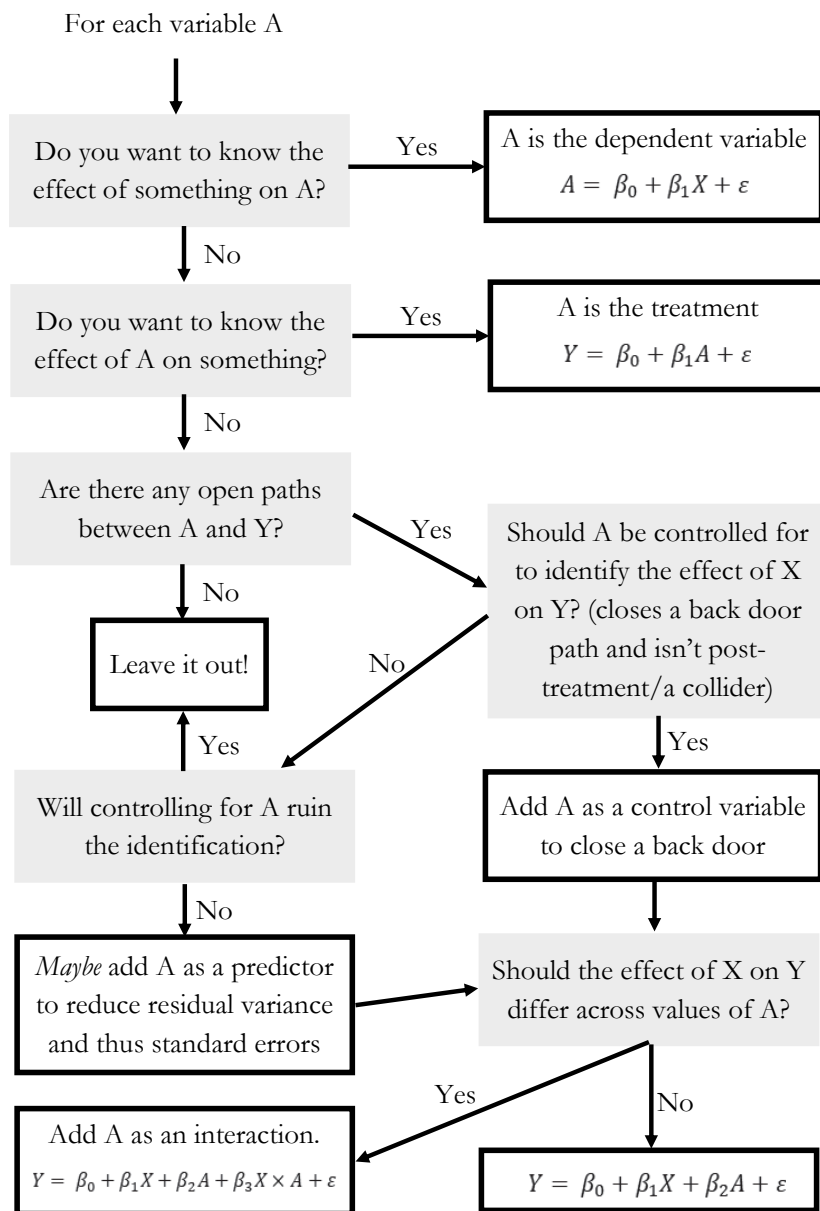 For each variable A
Do you want to know the
effect of something on A?
Yes
A is the dependent variable
A = β₀ + β₁X + ε
No
Do you want to know the
effect of A on something?
Yes
A is the treatment
Y = β₀ + β₁A + ε
No
Are there any open paths
between A and Y?
Yes
Should A be controlled for
to identify the effect of X
on Y? (closes a back door
path and isn’t post-
treatment/a collider)
No
Leave it out!
No
Yes
Yes
Will controlling for A ruin
the identification?
Add A as a control variable
to close a back door
No
Maybe add A as a predictor
to reduce residual variance
and thus standard errors
Should the effect of X on Y
differ across values of A?
Yes
No
Add A as an interaction.
Y = β₀ + β₁X + β₂A + β₃X × A + ε
Y = β₀ + β₁X + β₂A + ε